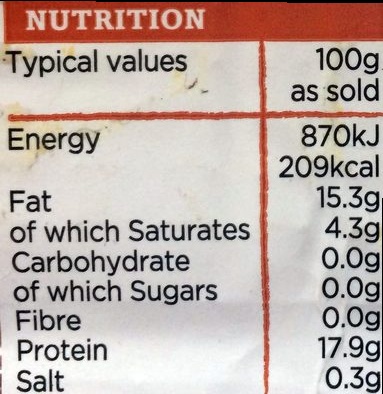 NUTRITION
Typical values 100g
as sold
Energy 870kJ
209kcal
Fat 15.3g
of which Saturates 4.3g
Carbohydrate 0.0g
of which Sugars 0.0g
Fibre 0.0g
Protein 17.9g
Salt 0.3g